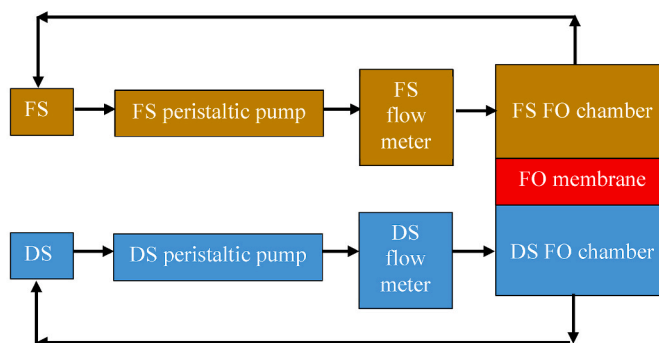 FS
FS peristaltic pump
FS
flow
meter
FS FO chamber
FO membrane
DS
DS peristaltic pump
DS
flow
meter
DS FO chamber